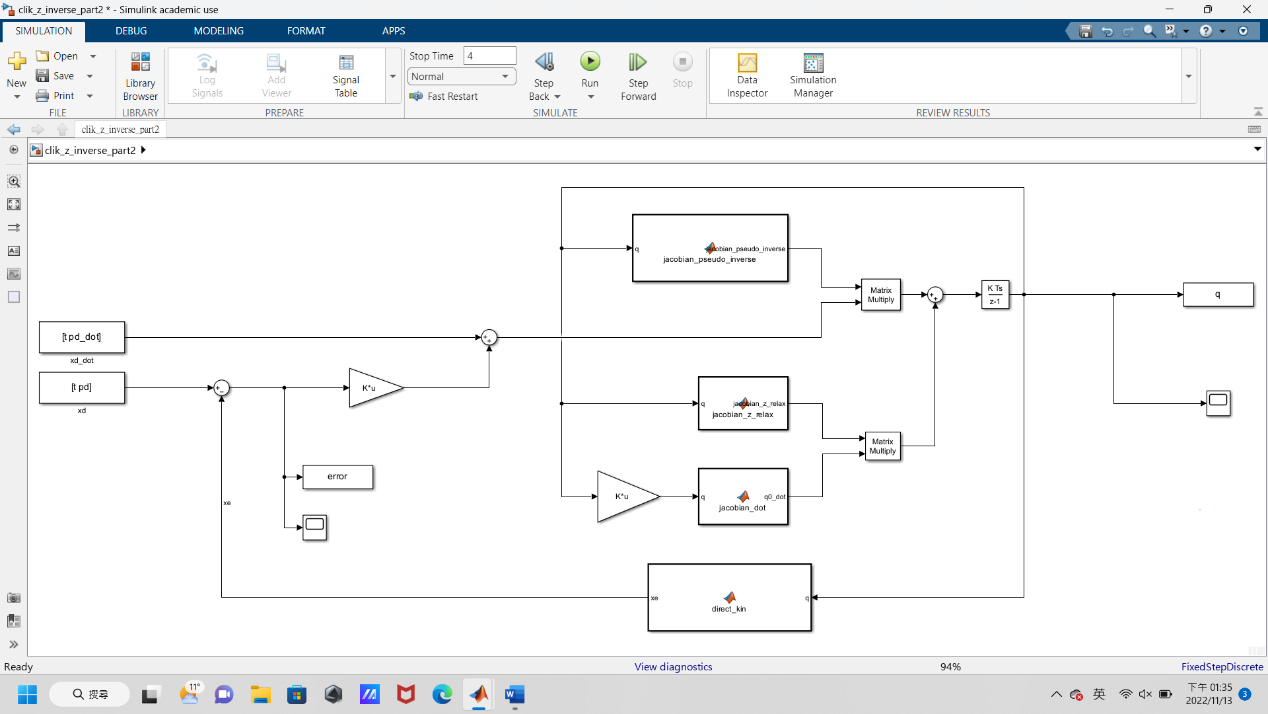 clik_z_inverse_part2 * - Simulink academic use
SIMULATION DEBUG MODELING FORMAT APPS
New
Open
Save
Print
FILE
Library Browser
LIBRARY
Log Signals
Add Viewer
Signal Table
PREPARE
Stop Time 4
Normal
Fast Restart
Step Back
Run
Step Forward
Stop
SIMULATE
Data Inspector
Simulation Manager
REVIEW RESULTS
clik_z_inverse_part2
clik_z_inverse_part2
q
jacobian_pseudo_inverse
jacobian_pseudo_inverse
Matrix Multiply
K Ts
z-1
q
[t pd_dot]
xd_dot
[t pd]
xd
K*u
q
jacobian_z_relax
jacobian_z_relax
Matrix Multiply
error
K*u
q
q0_dot
jacobian_dot
xe
xe
direct_kin
q
Ready
View diagnostics
94%
FixedStepDiscrete
11°
搜尋
英
下午 01:35
2022/11/13
3